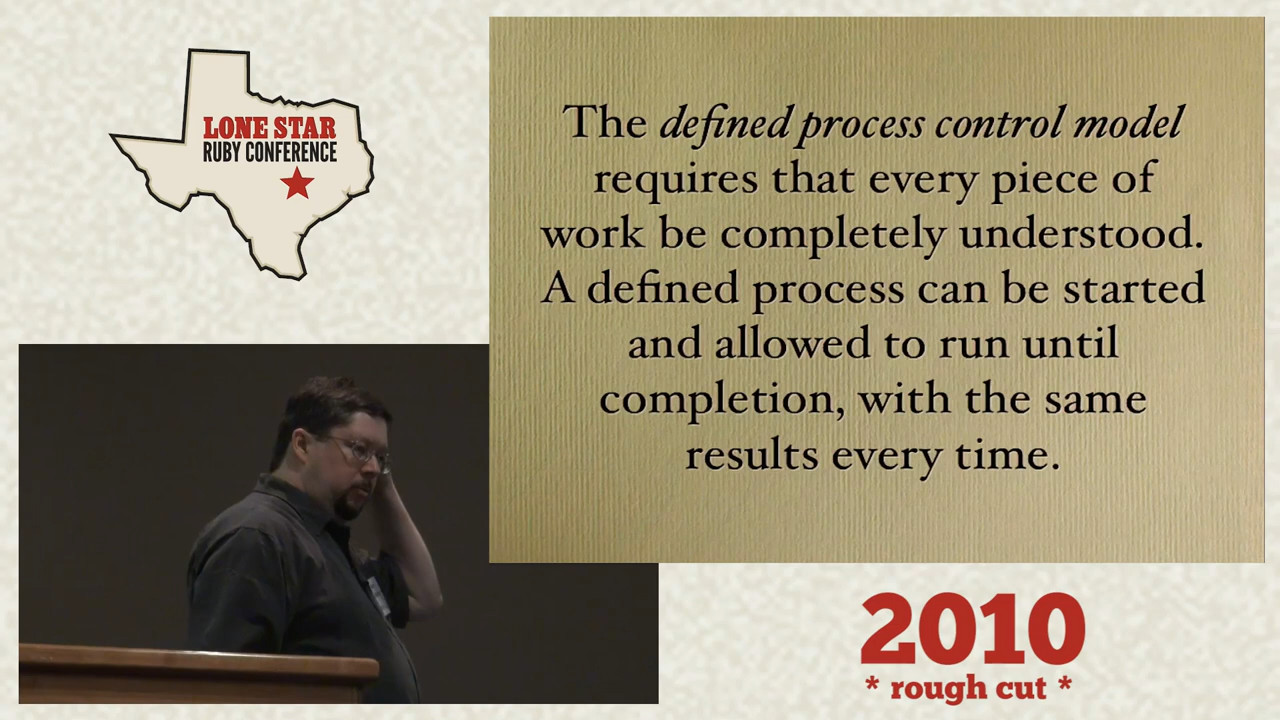 LONE STAR
RUBY CONFERENCE
The defined process control model
requires that every piece of
work be completely understood.
A defined process can be started
and allowed to run until
completion, with the same
results every time.
2010
* rough cut *